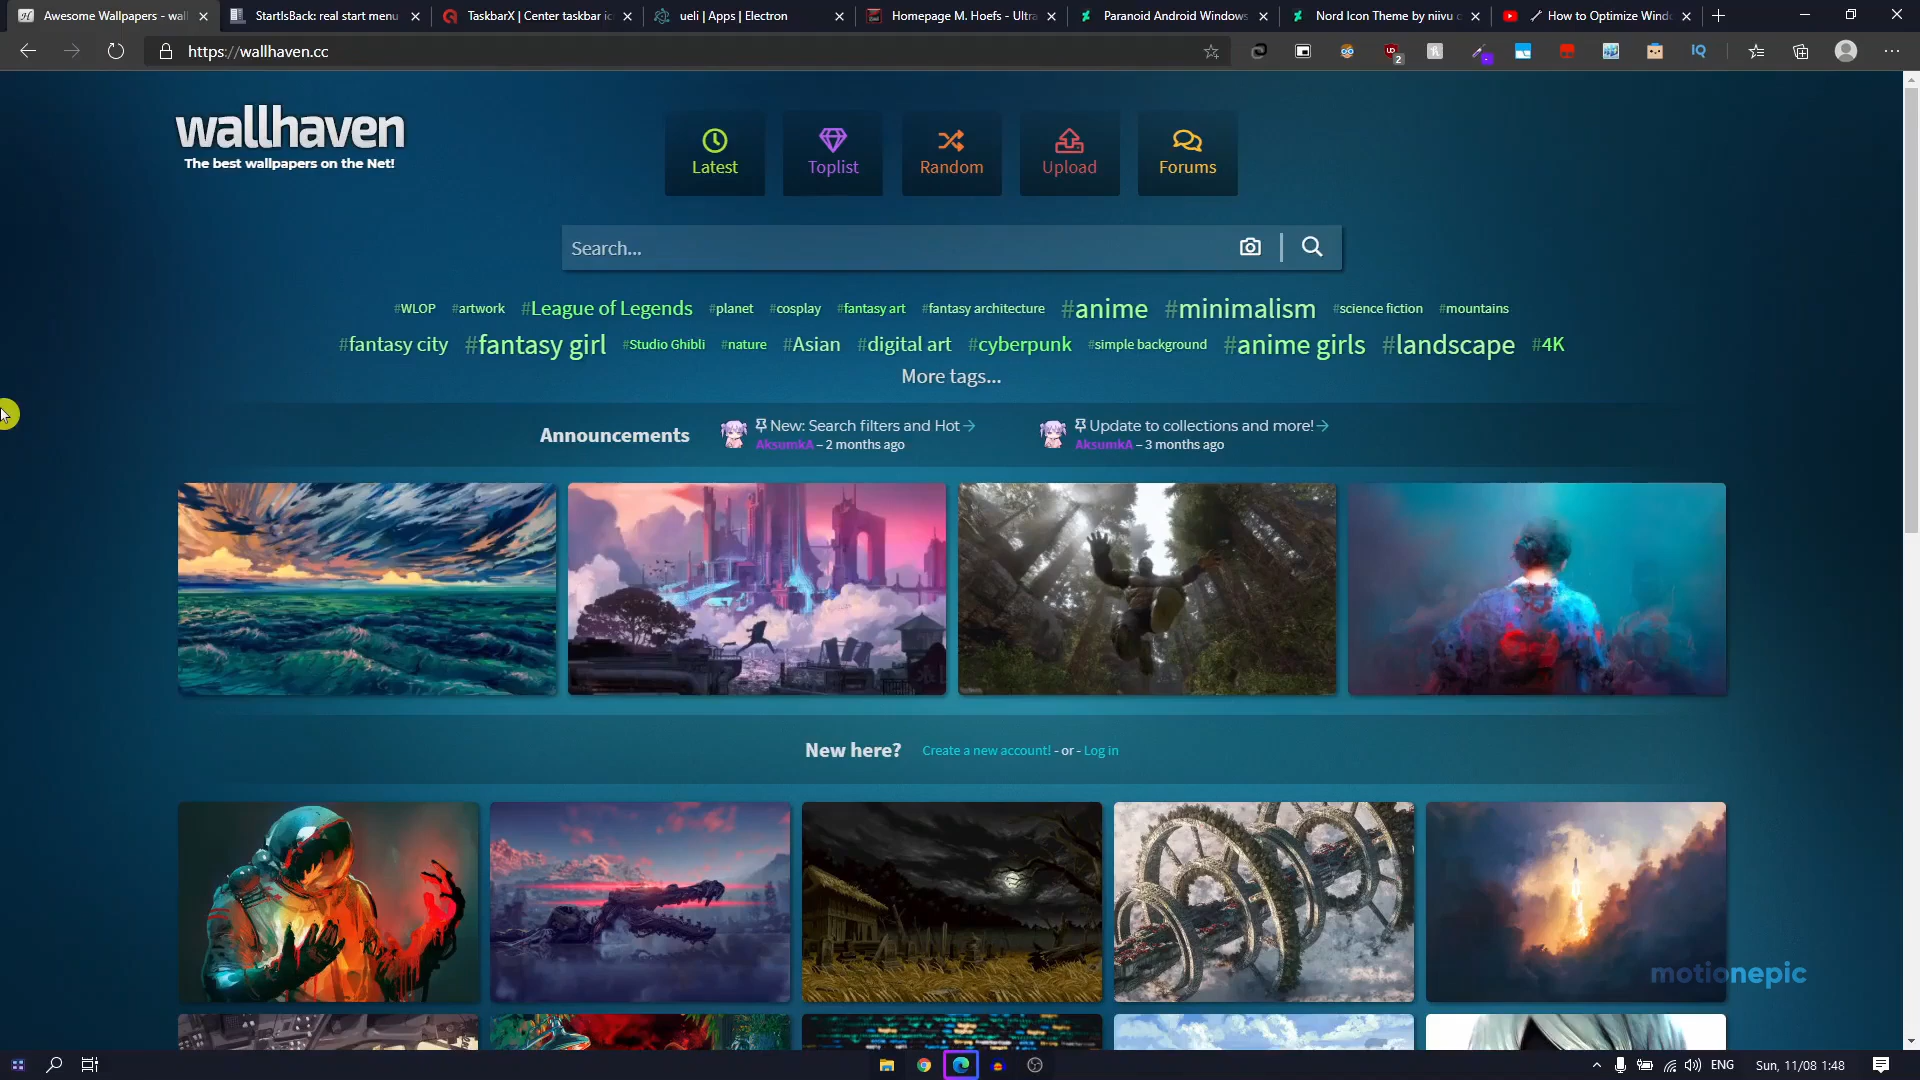 Awesome Wallpapers - wall
StartIsBack: real start menu
TaskbarX | Center taskbar ic
ueli | Apps | Electron
Homepage M. Hoefs - Ultra
Paranoid Android Windows
Nord Icon Theme by niivu o
How to Optimize Wind
https://wallhaven.cc
2
IQ
wallhaven
The best wallpapers on the Net!
Latest
Toplist
Random
Upload
Forums
Search...
#WLOP #artwork #League of Legends #planet #cosplay #fantasy art #fantasy architecture #anime #minimalism #science fiction #mountains
#fantasy city #fantasy girl #Studio Ghibli #nature #Asian #digital art #cyberpunk #simple background #anime girls #landscape #4K
More tags...
Announcements
New: Search filters and Hot
AksumkA – 2 months ago
Update to collections and more!
AksumkA – 3 months ago
New here? Create a new account! - or - Log in
motionepic
ENG
Sun, 11/08 1:48